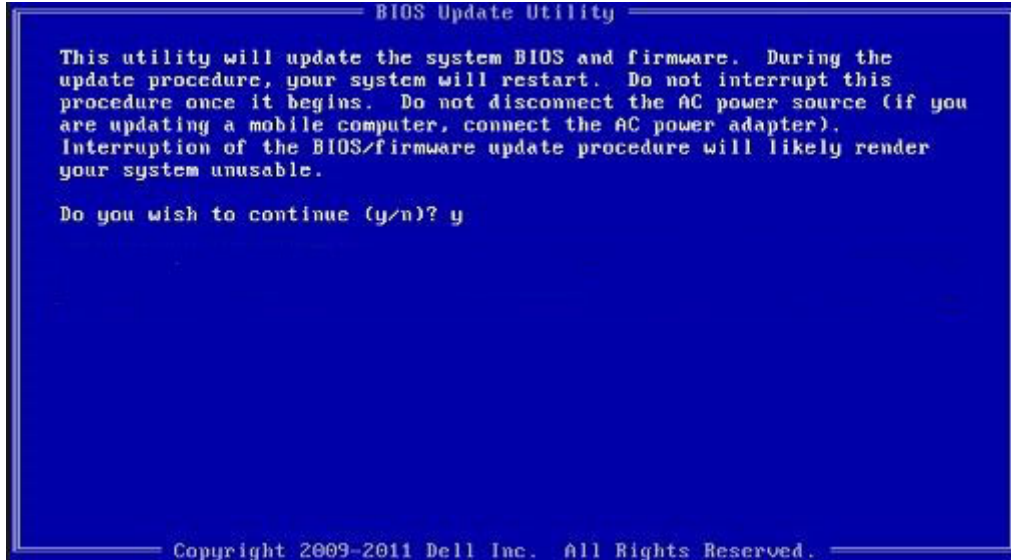 BIOS Update Utility
This utility will update the system BIOS and firmware. During the
update procedure, your system will restart. Do not interrupt this
procedure once it begins. Do not disconnect the AC power source (if you
are updating a mobile computer, connect the AC power adapter).
Interruption of the BIOS/firmware update procedure will likely render
your system unusable.
Do you wish to continue (y/n)? y
Copyright 2009-2011 Dell Inc. All Rights Reserved.